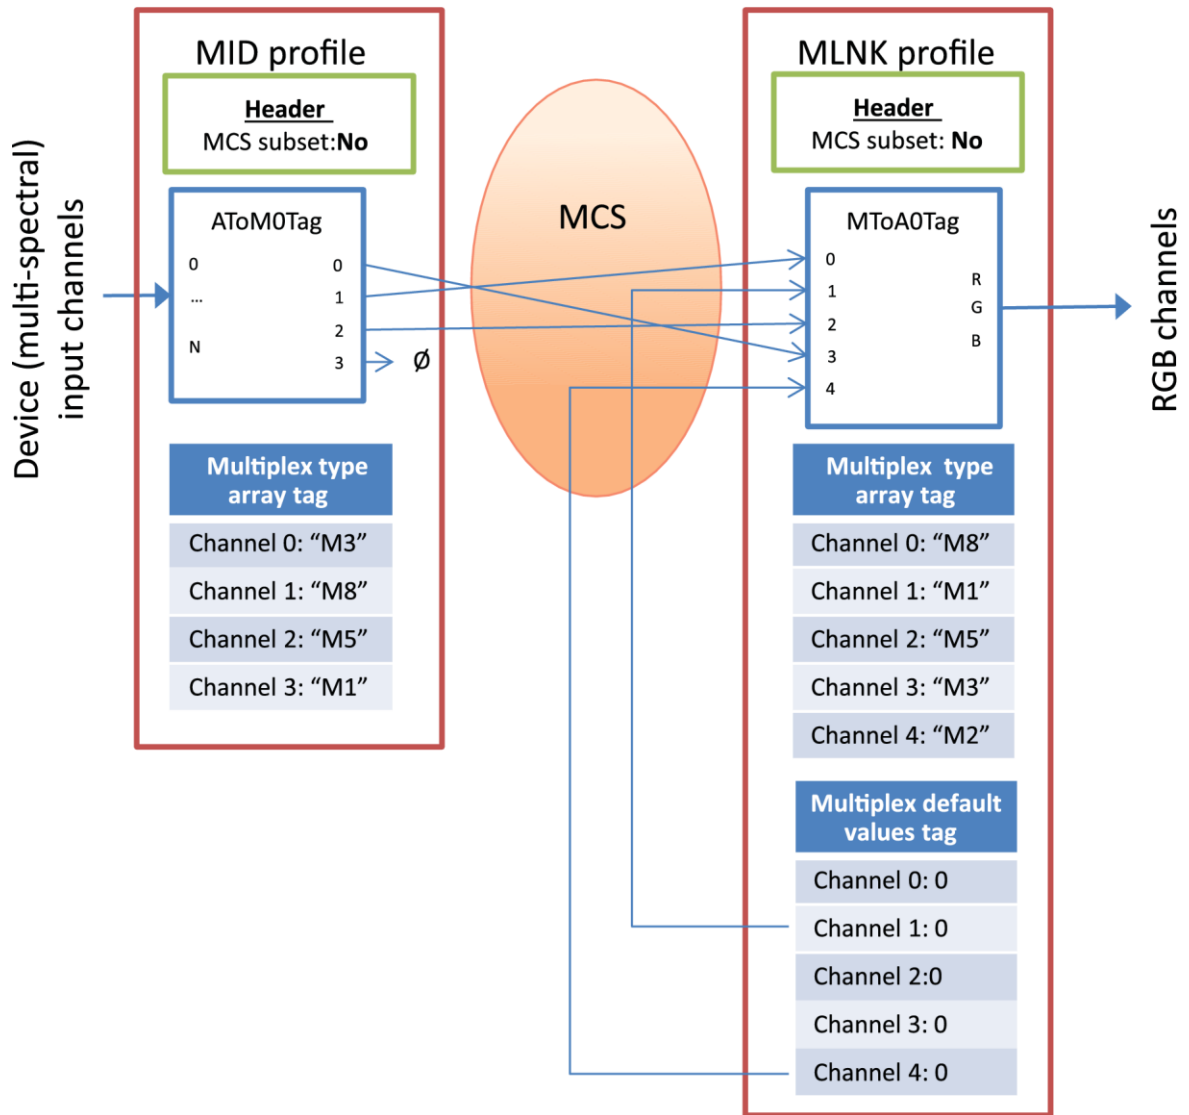 Device (multi-spectral)
input channels
MID profile
Header
MCS subset:No
AToM0Tag
0
...
N
0
1
2
3
Ø
Multiplex type
array tag
Channel 0: “M3”
Channel 1: “M8”
Channel 2: “M5”
Channel 3: “M1”
MCS
MLNK profile
Header
MCS subset: No
MToA0Tag
0
1
2
3
4
R
G
B
Multiplex  type
array tag
Channel 0: “M8”
Channel 1: “M1”
Channel 2: “M5”
Channel 3: “M3”
Channel 4: “M2”
Multiplex default
values tag
Channel 0: 0
Channel 1: 0
Channel 2:0
Channel 3: 0
Channel 4: 0
RGB channels